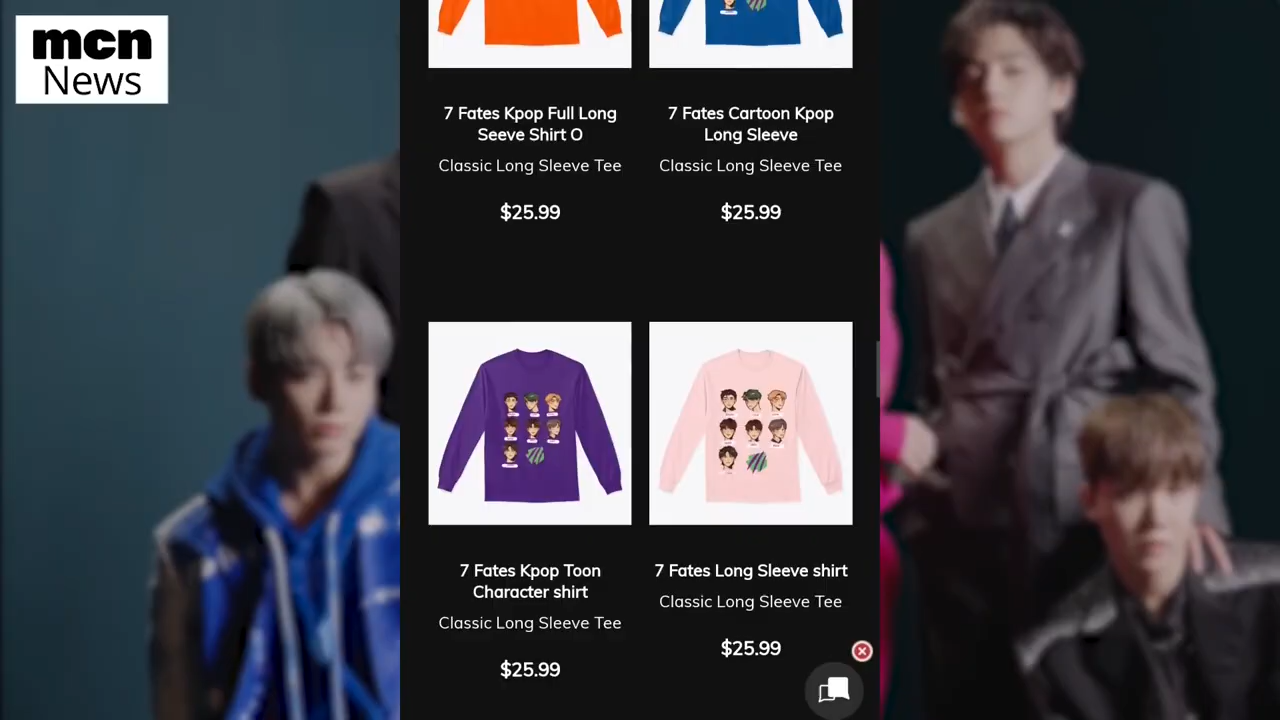 mcn
News
7 Fates Kpop Full Long
Seeve Shirt O
Classic Long Sleeve Tee
$25.99
7 Fates Cartoon Kpop
Long Sleeve
Classic Long Sleeve Tee
$25.99
7 Fates Kpop Toon
Character shirt
Classic Long Sleeve Tee
$25.99
7 Fates Long Sleeve shirt
Classic Long Sleeve Tee
$25.99